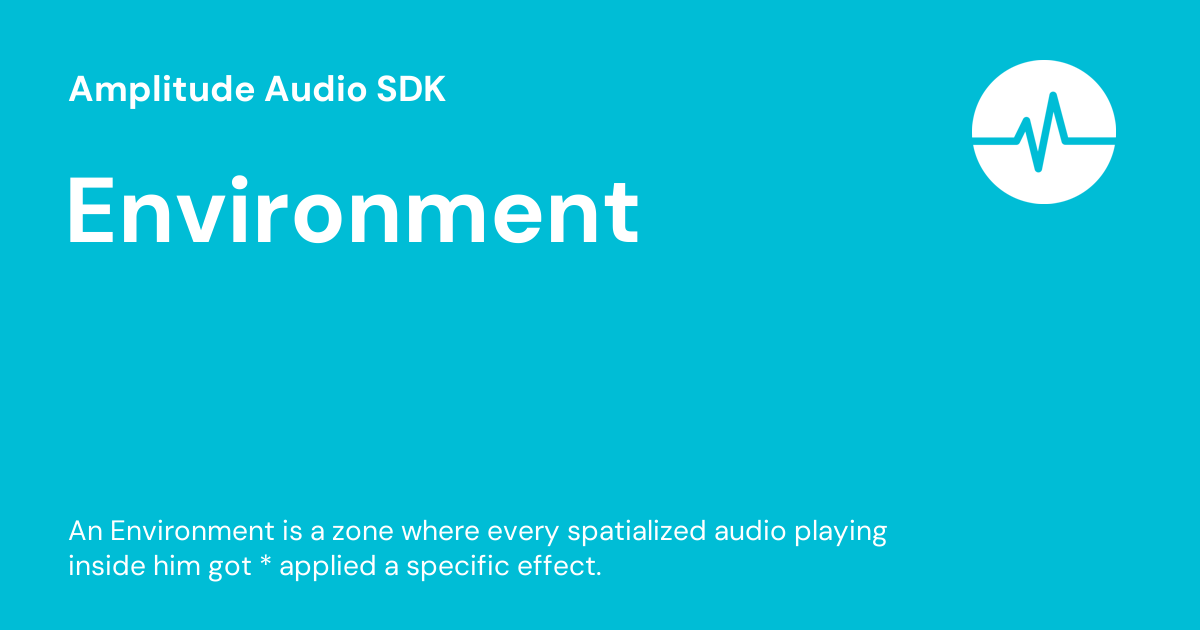 Amplitude Audio SDK
Environment
An Environment is a zone where every spatialized audio playing
inside him got * applied a specific effect.